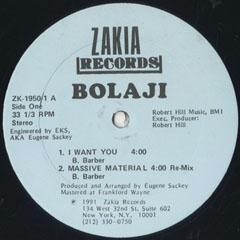 ZAKIA
RECORDS
BOLAJI
ZK-1950/1 A
Side One
33 1/3 RPM
Stereo
Engineered by EKS,
AKA Eugene Sackey
Robert Hill Music, BMI
Exec. Producer:
Robert Hill
1. I WANT YOU 4:00
B. Barber
2. MASSIVE MATERIAL 4:00 Re-Mix
B. Barber
Produced and Arranged by Eugene Sackey
Mastered at Frankford Wayne
© 1991 Zakia Records
134 West 32nd St. Suite 602
New York, N.Y. 10001
(212) 330-0750